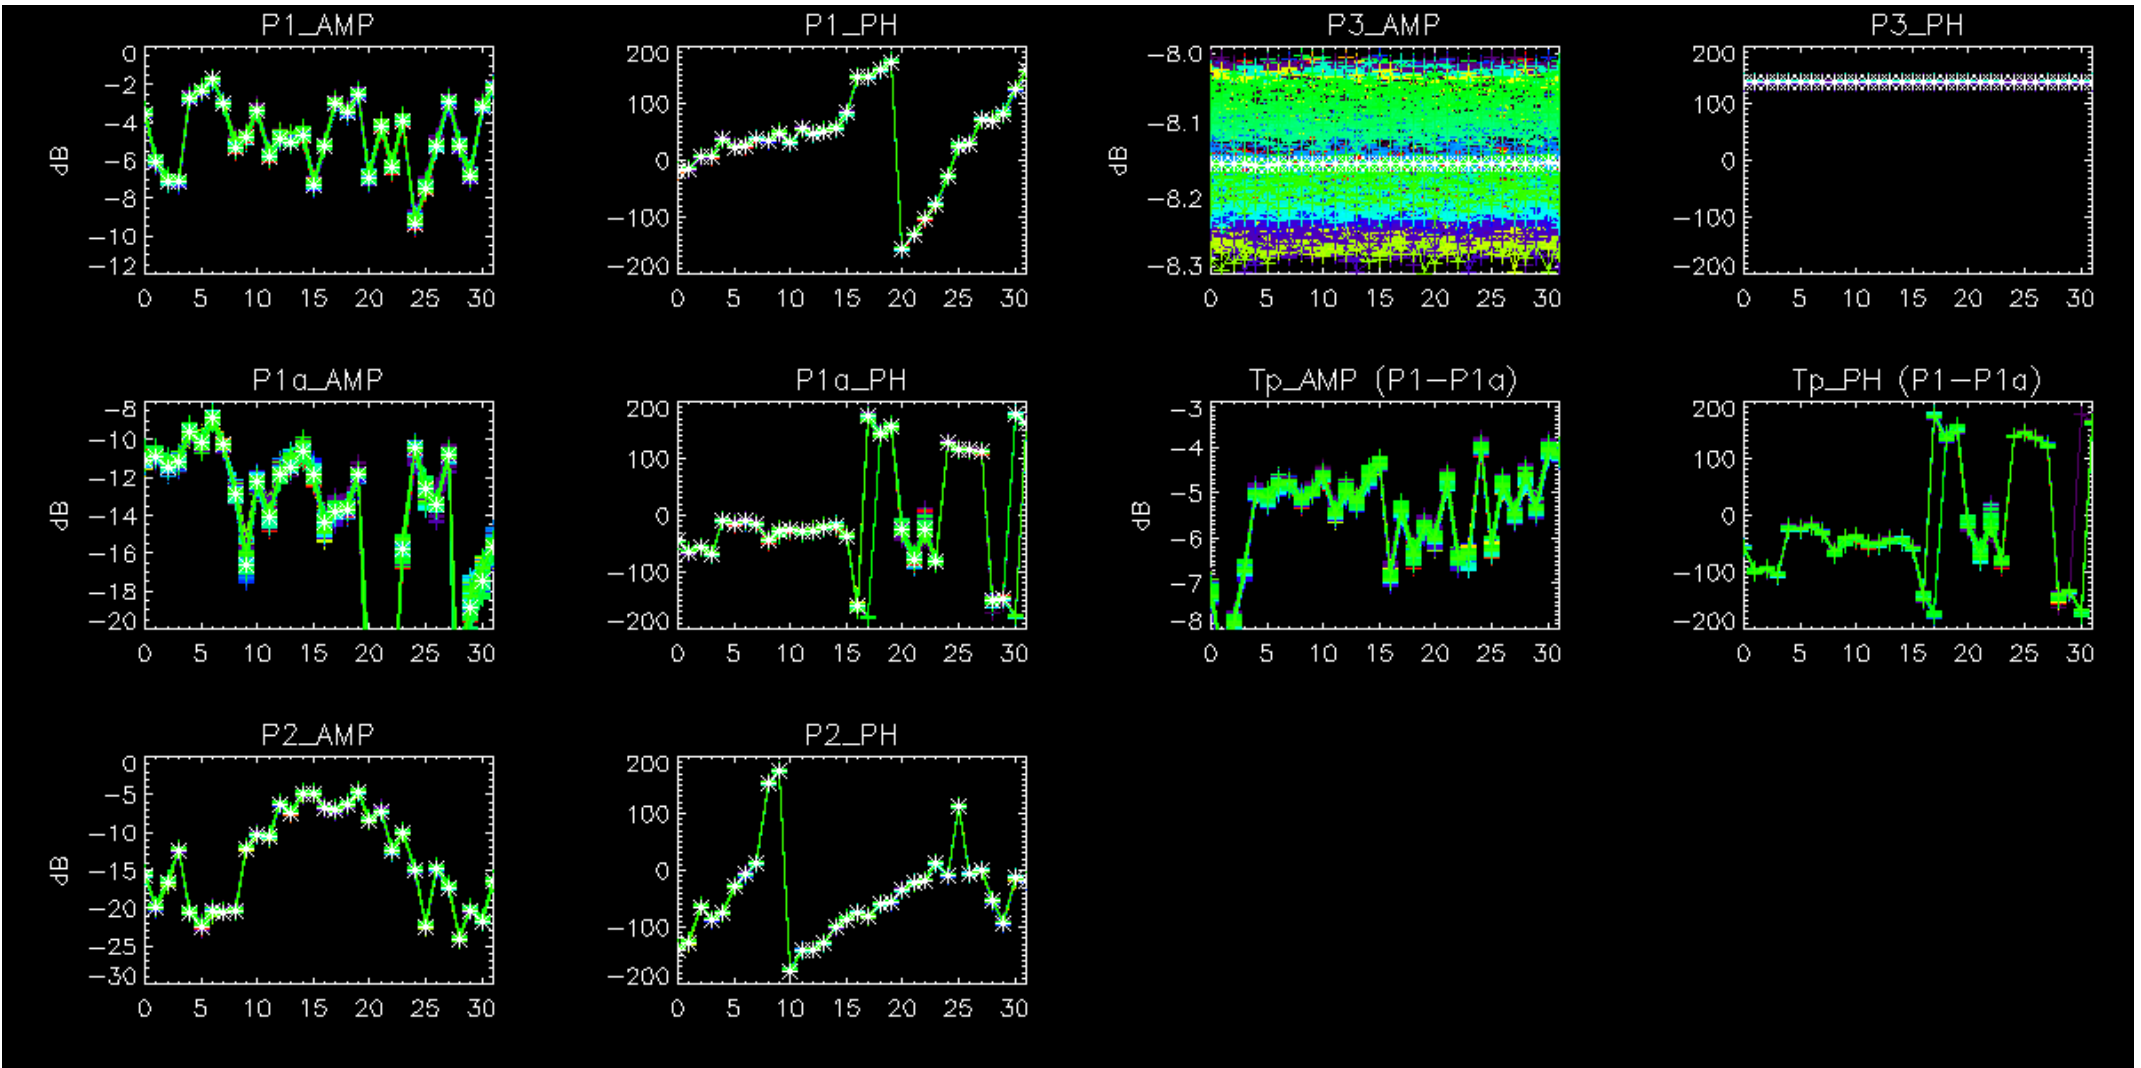 P1_AMP P1_PH P3_AMP P3_PH
0 −2 −4 −6 −8 −10 −12 dB 200 100 0 −100 −200 −8.0 −8.1 −8.2 −8.3 dB 200 100 0 −100 −200
0 5 10 15 20 25 30 0 5 10 15 20 25 30 0 5 10 15 20 25 30 0 5 10 15 20 25 30
P1a_AMP P1a_PH Tp_AMP (P1−P1a) Tp_PH (P1−P1a)
−8 −10 −12 −14 −16 −18 −20 dB 200 100 0 −100 −200 −3 −4 −5 −6 −7 −8 dB 200 100 0 −100 −200
0 5 10 15 20 25 30 0 5 10 15 20 25 30 0 5 10 15 20 25 30 0 5 10 15 20 25 30
P2_AMP P2_PH
0 −5 −10 −15 −20 −25 −30 dB 200 100 0 −100 −200
0 5 10 15 20 25 30 0 5 10 15 20 25 30